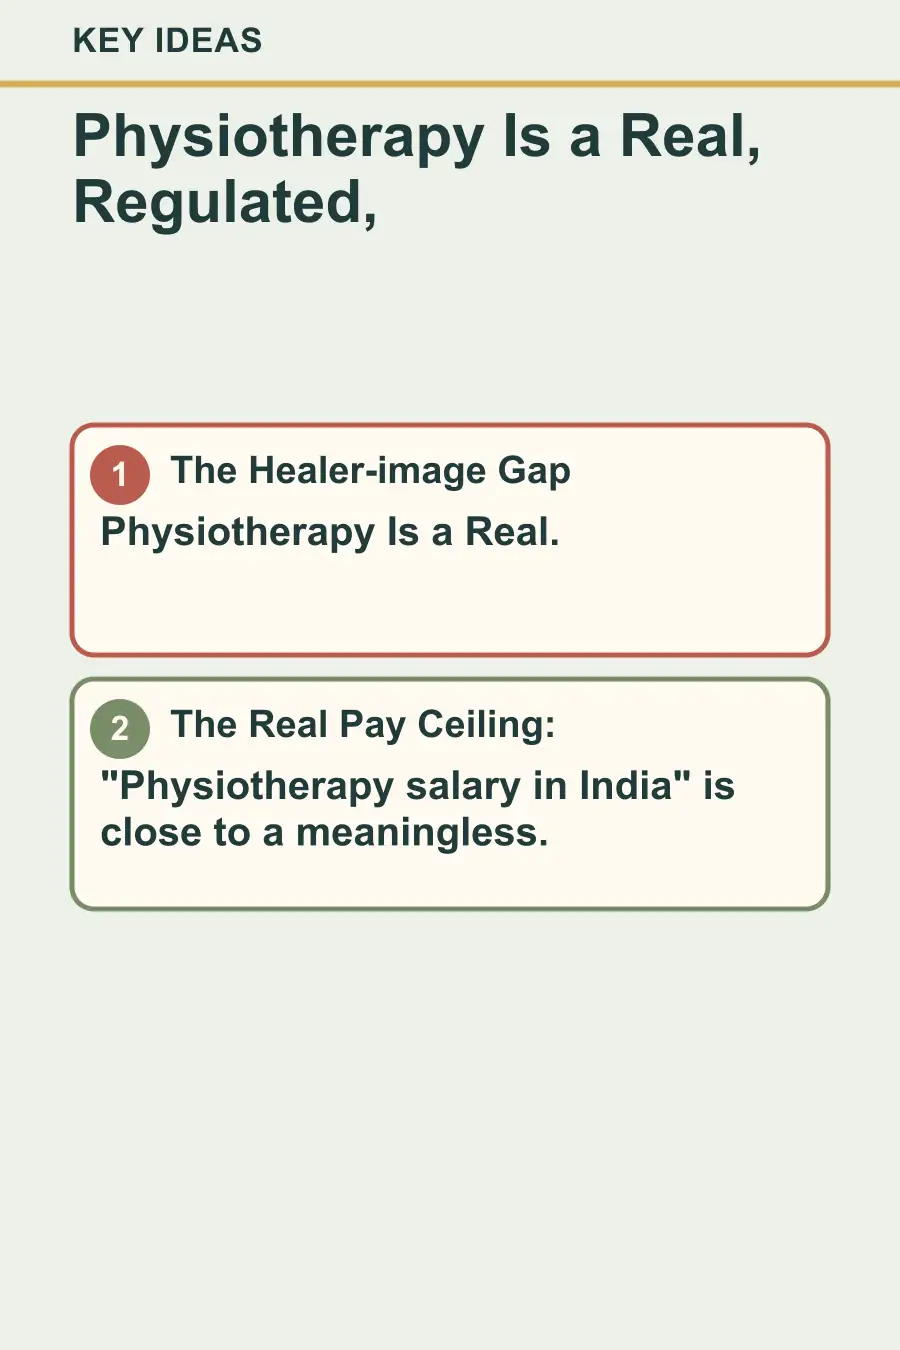 KEY IDEAS
Physiotherapy Is a Real,
Regulated,
1 The Healer-image Gap
Physiotherapy Is a Real.
2 The Real Pay Ceiling:
"Physiotherapy salary in India" is
close to a meaningless.